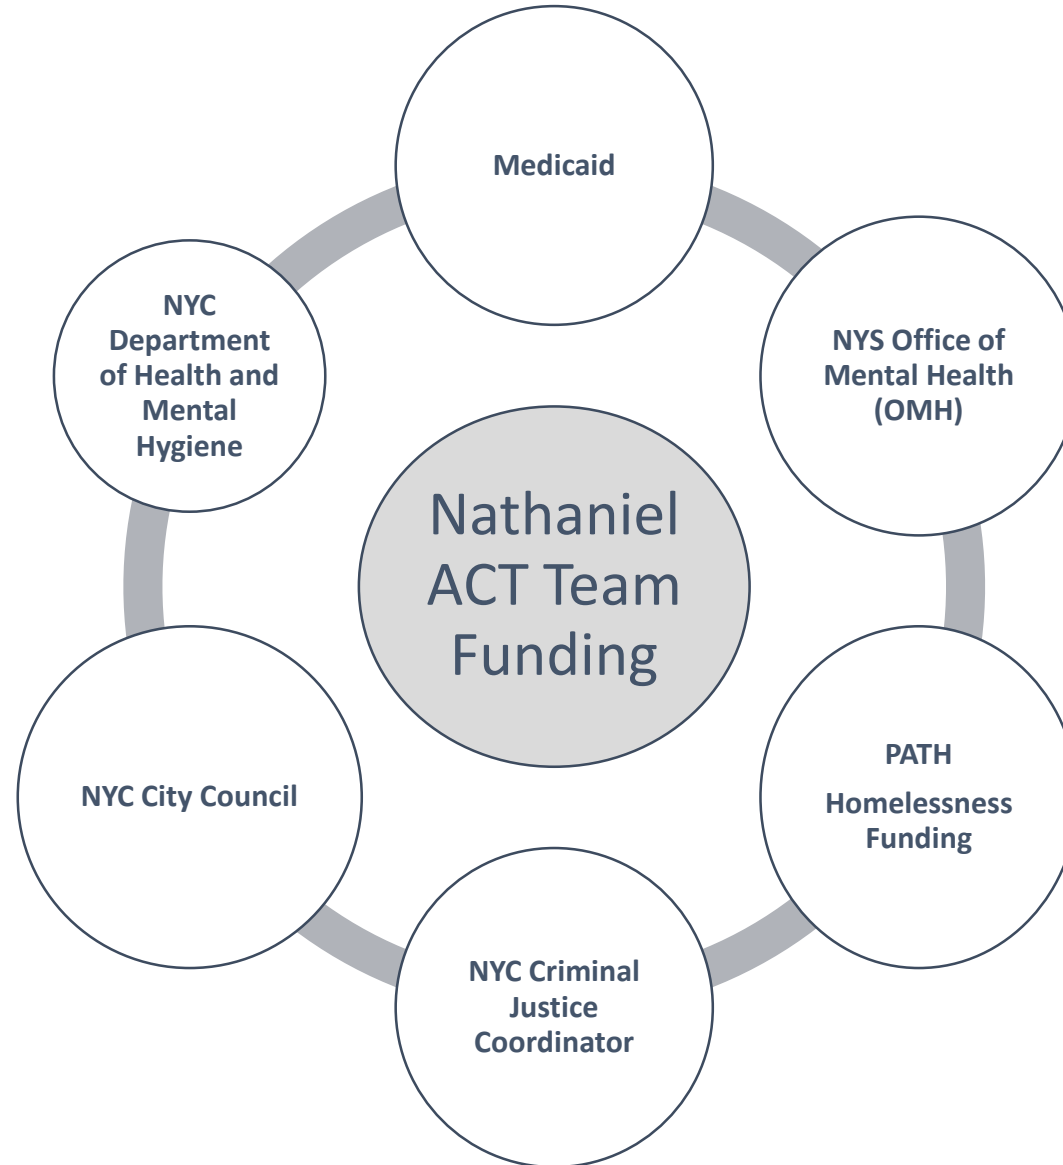 Medicaid
NYS Office of
Mental Health
(OMH)
PATH
Homelessness
Funding
NYC Criminal
Justice
Coordinator
NYC City Council
NYC
Department
of Health and
Mental
Hygiene
Nathaniel
ACT Team
Funding